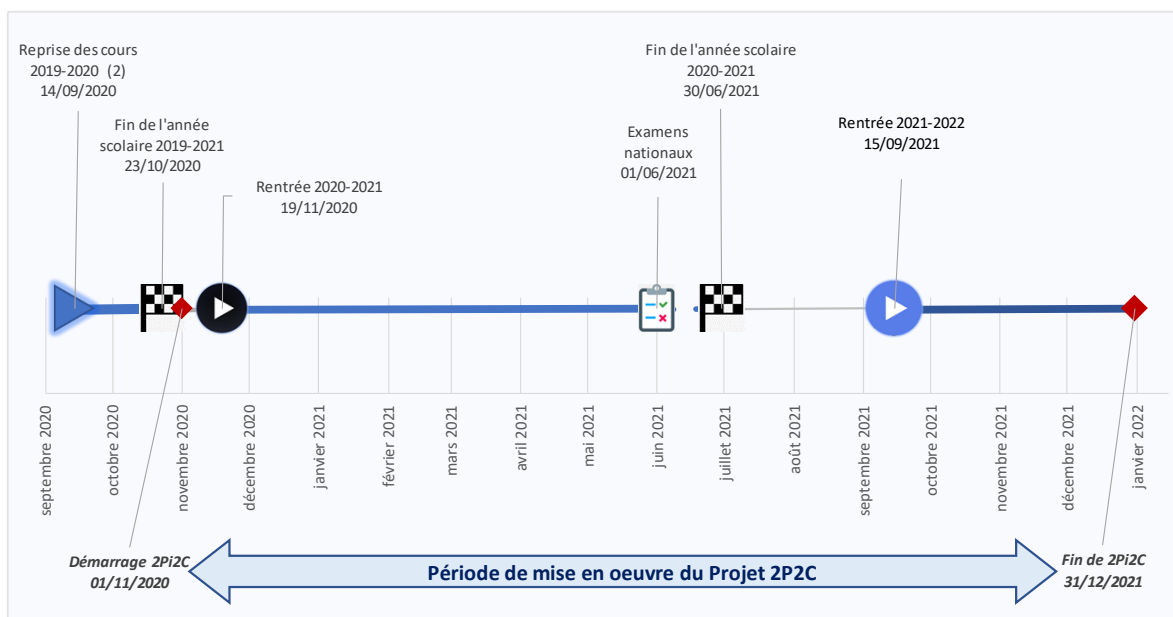 Reprise des cours
2019-2020  (2)
14/09/2020
Fin de l'année
scolaire 2019-2021
23/10/2020
Rentrée 2020-2021
19/11/2020
Fin de l'année scolaire
2020-2021
30/06/2021
Examens
nationaux
01/06/2021
Rentrée 2021-2022
15/09/2021
septembre 2020
octobre 2020
novembre 2020
décembre 2020
janvier 2021
février 2021
mars 2021
avril 2021
mai 2021
juin 2021
juillet 2021
août 2021
septembre 2021
octobre 2021
novembre 2021
décembre 2021
janvier 2022
Démarrage 2Pi2C
01/11/2020
Période de mise en oeuvre du Projet 2P2C
Fin de 2Pi2C
31/12/2021